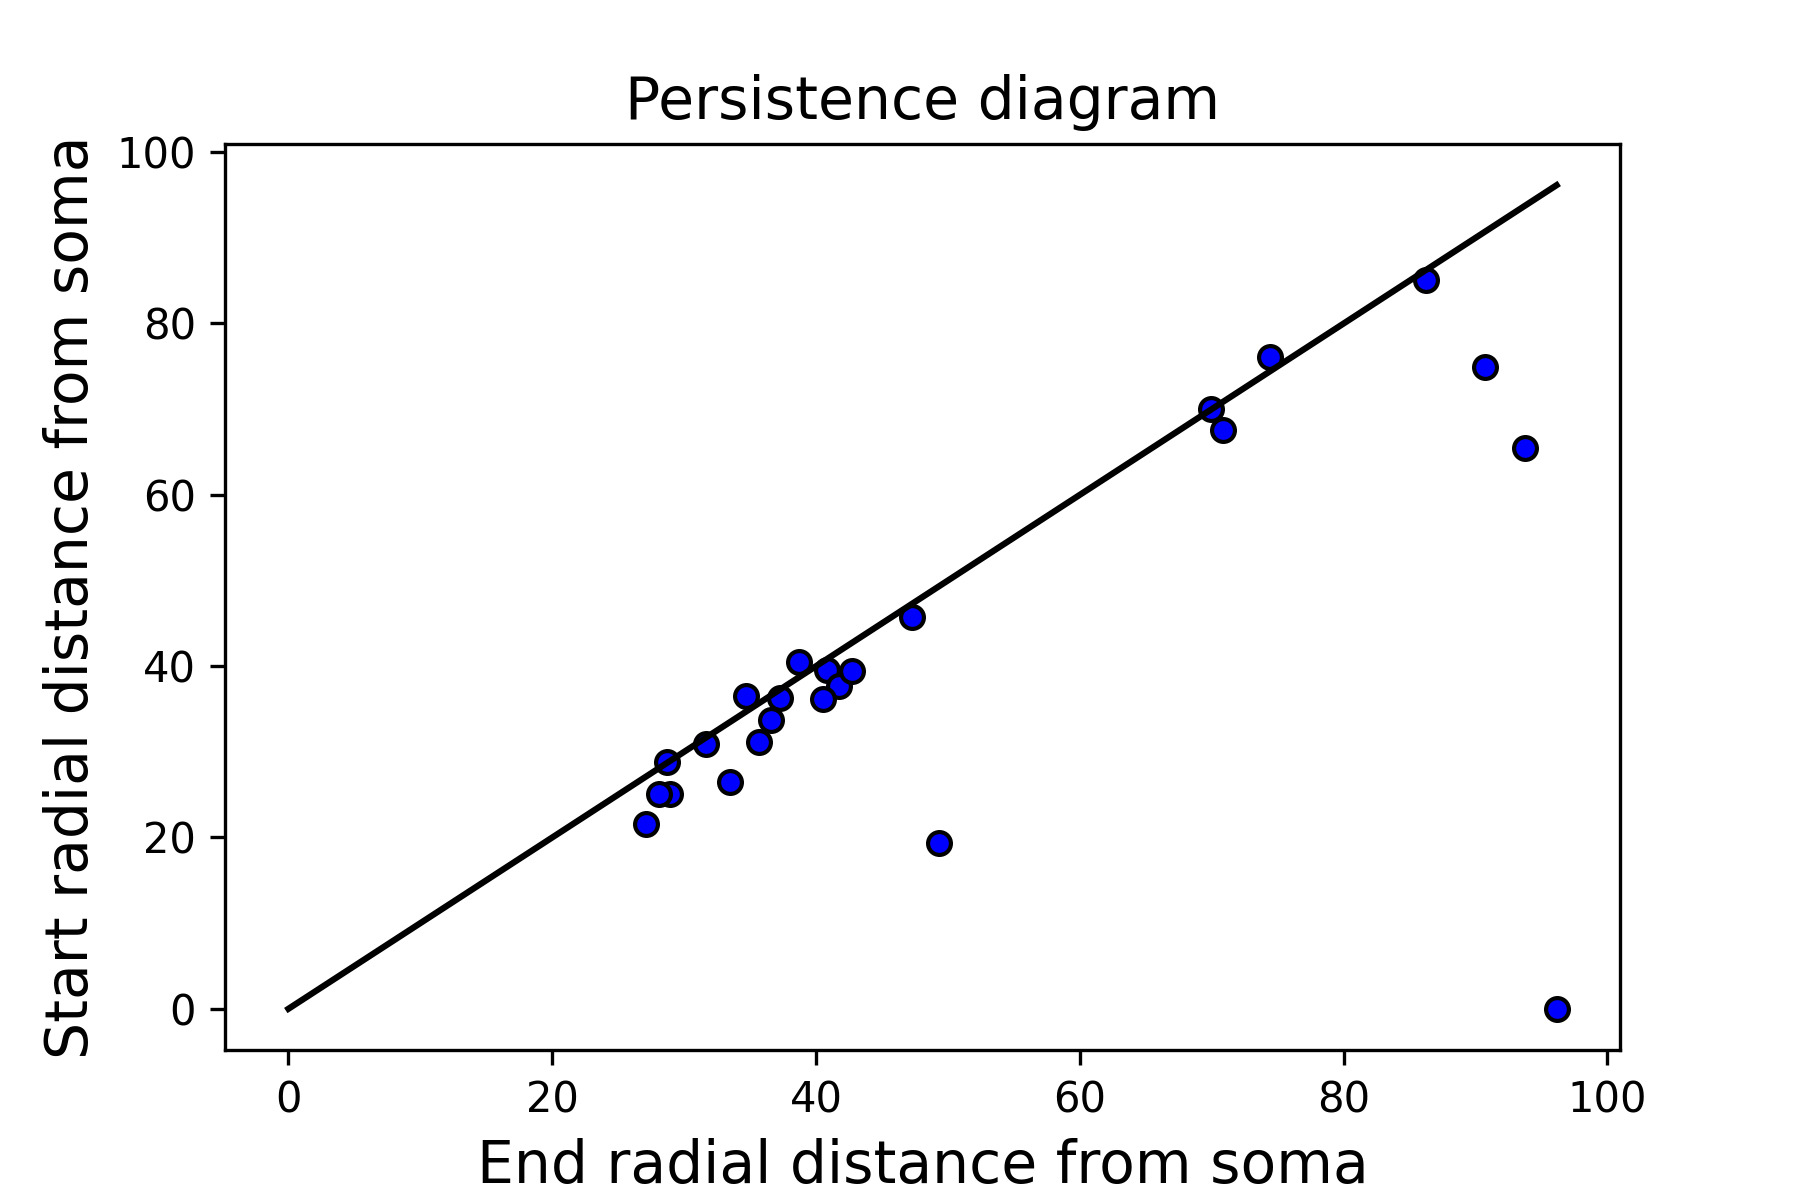 Persistence diagram
Start radial distance from soma
100
80
60
40
20
0
0 20 40 60 80 100
End radial distance from soma